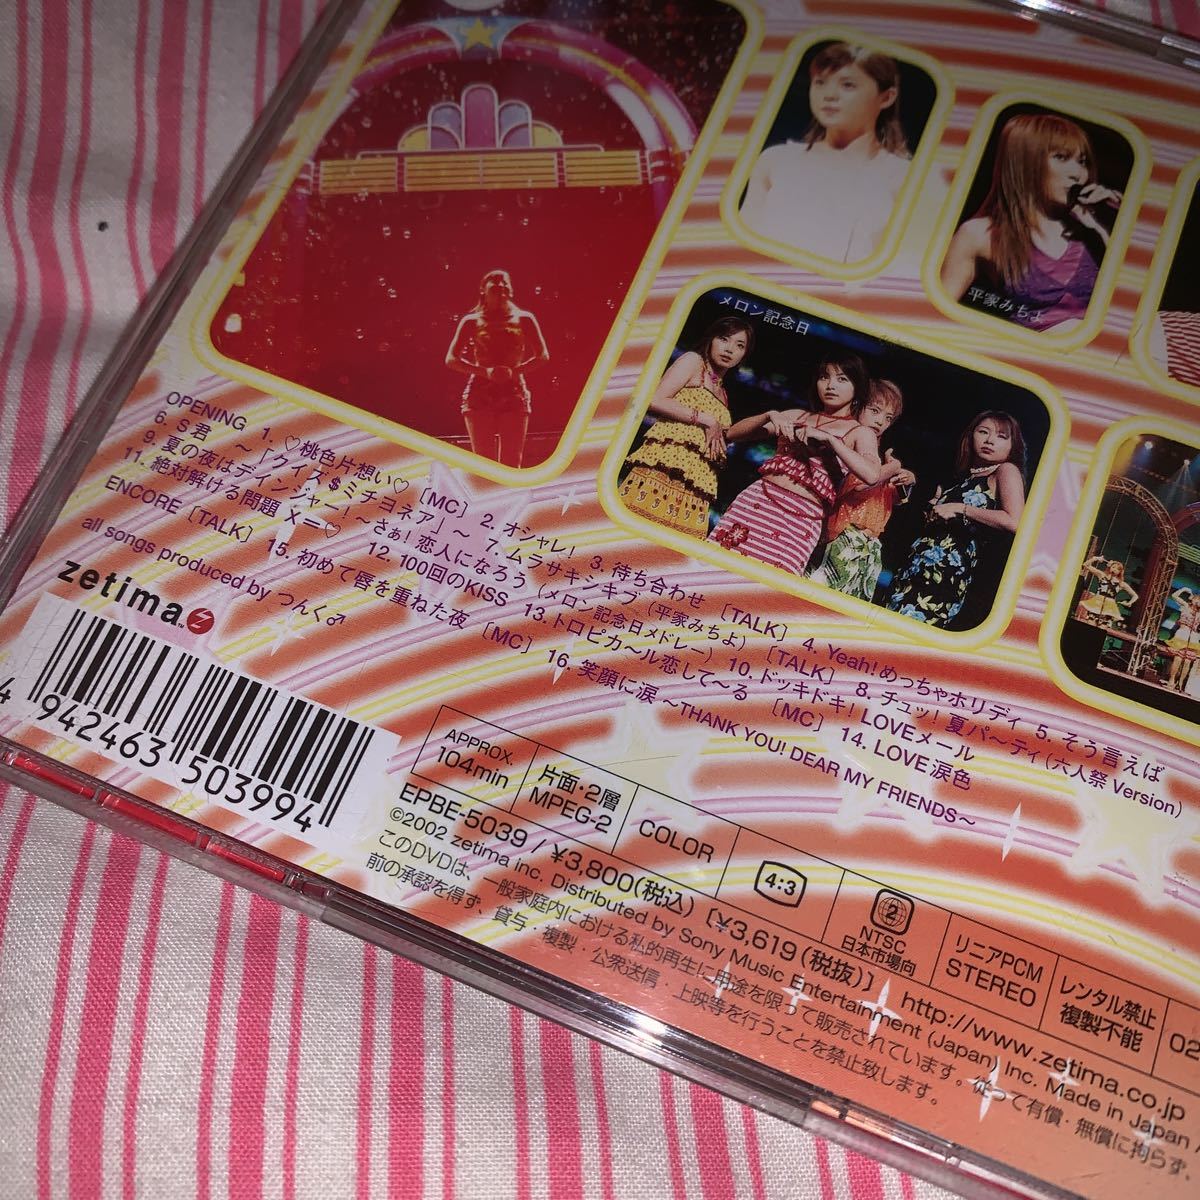 平家みちよ
メロン記念日
OPENING 1. ♡桃色片想い♡ [MC] 2. オシャレ! 3. 待ち合わせ [TALK] 4. Yeah!めっちゃホリディ 5. そう言えば
6. S君 ~「クイズ$ミチヨネア」~ 7. ムラサキシキブ (平家みちよ) [TALK] 8. チュッ! 夏パ~ティ (六人祭 Version)
9. 夏の夜はデインジャー! ~さぁ! 恋人になろう (メロン記念日メドレー) 10. ドッキドキ! LOVEメール
11. 絶対解ける問題 X=♡ 12. 100回のKISS 13. トロピカ~ル恋して~る [MC] 14. LOVE涙色
ENCORE [TALK] 15. 初めて唇を重ねた夜 [MC] 16. 笑顔に涙 ~THANK YOU! DEAR MY FRIENDS~
all songs produced by つんく♂
zetima
4 942463 503994
APPROX. 104min
片面・2層 MPEG-2
COLOR
4:3
2 NTSC 日本市場向
リニアPCM STEREO
レンタル禁止 複製不能
02
EPBE-5039 / ¥3,800(税込) [¥3,619(税抜)] http://www.zetima.co.jp
©2002 zetima inc. Distributed by Sony Music Entertainment (Japan) Inc. Made in Japan
このDVDは、一般家庭内における私的再生に用途を限って販売されています。従って有償・無償に拘らず、
前の承認を得ず、貸与・複製・公衆送信・上映等を行うことを禁止致します。